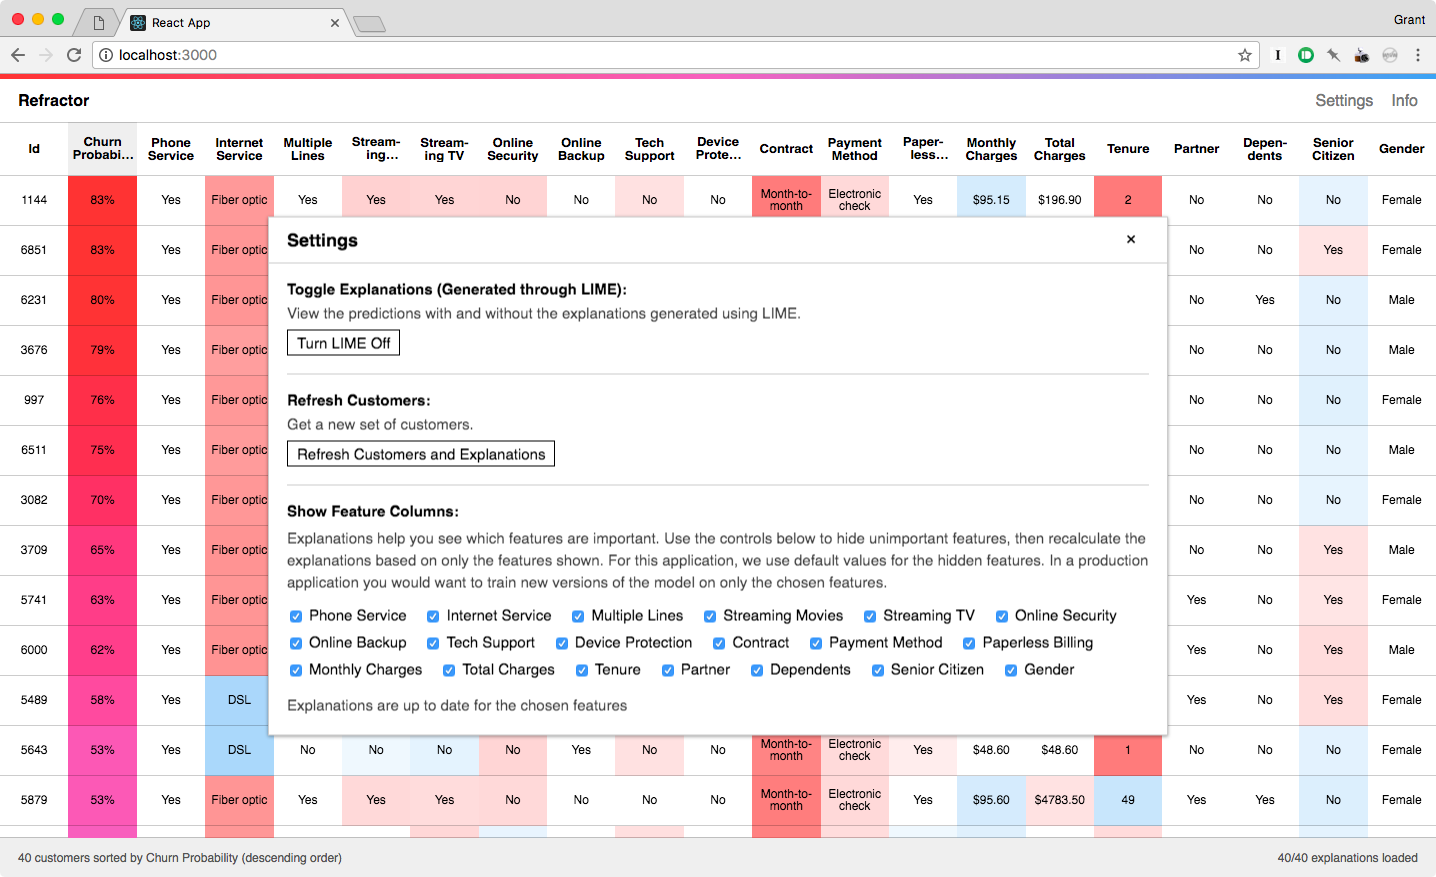 React App
Grant
localhost:3000
Refractor
Settings Info
Id Churn Probabi... Phone Service Internet Service Multiple Lines Stream-ing... Stream-ing TV Online Security Online Backup Tech Support Device Prote... Contract Payment Method Paper-less... Monthly Charges Total Charges Tenure Partner Depen-dents Senior Citizen Gender
1144 83% Yes Fiber optic Yes Yes Yes No No No No Month-to-month Electronic check Yes $95.15 $196.90 2 No No No Female
6851 83% Yes Fiber optic No No Yes Female
6231 80% Yes Fiber optic No Yes No Male
3676 79% Yes Fiber optic No No No Male
997 76% Yes Fiber optic No No No Female
6511 75% Yes Fiber optic No No No Male
3082 70% Yes Fiber optic No No No Female
3709 65% Yes Fiber optic No No Yes Male
5741 63% Yes Fiber optic Yes No Yes Female
6000 62% Yes Fiber optic Yes No Yes Male
5489 58% Yes DSL Yes No Yes Female
5643 53% Yes DSL No No No No Yes No No Month-to-month Electronic check Yes $48.60 $48.60 1 No No No Female
5879 53% Yes Fiber optic Yes Yes Yes No No No No Month-to-month Electronic check Yes $95.60 $4783.50 49 Yes Yes No Female
Settings
Toggle Explanations (Generated through LIME):
View the predictions with and without the explanations generated using LIME.
Turn LIME Off
Refresh Customers:
Get a new set of customers.
Refresh Customers and Explanations
Show Feature Columns:
Explanations help you see which features are important. Use the controls below to hide unimportant features, then recalculate the
explanations based on only the features shown. For this application, we use default values for the hidden features. In a production
application you would want to train new versions of the model on only the chosen features.
Phone Service Internet Service Multiple Lines Streaming Movies Streaming TV Online Security
Online Backup Tech Support Device Protection Contract Payment Method Paperless Billing
Monthly Charges Total Charges Tenure Partner Dependents Senior Citizen Gender
Explanations are up to date for the chosen features
40 customers sorted by Churn Probability (descending order)
40/40 explanations loaded